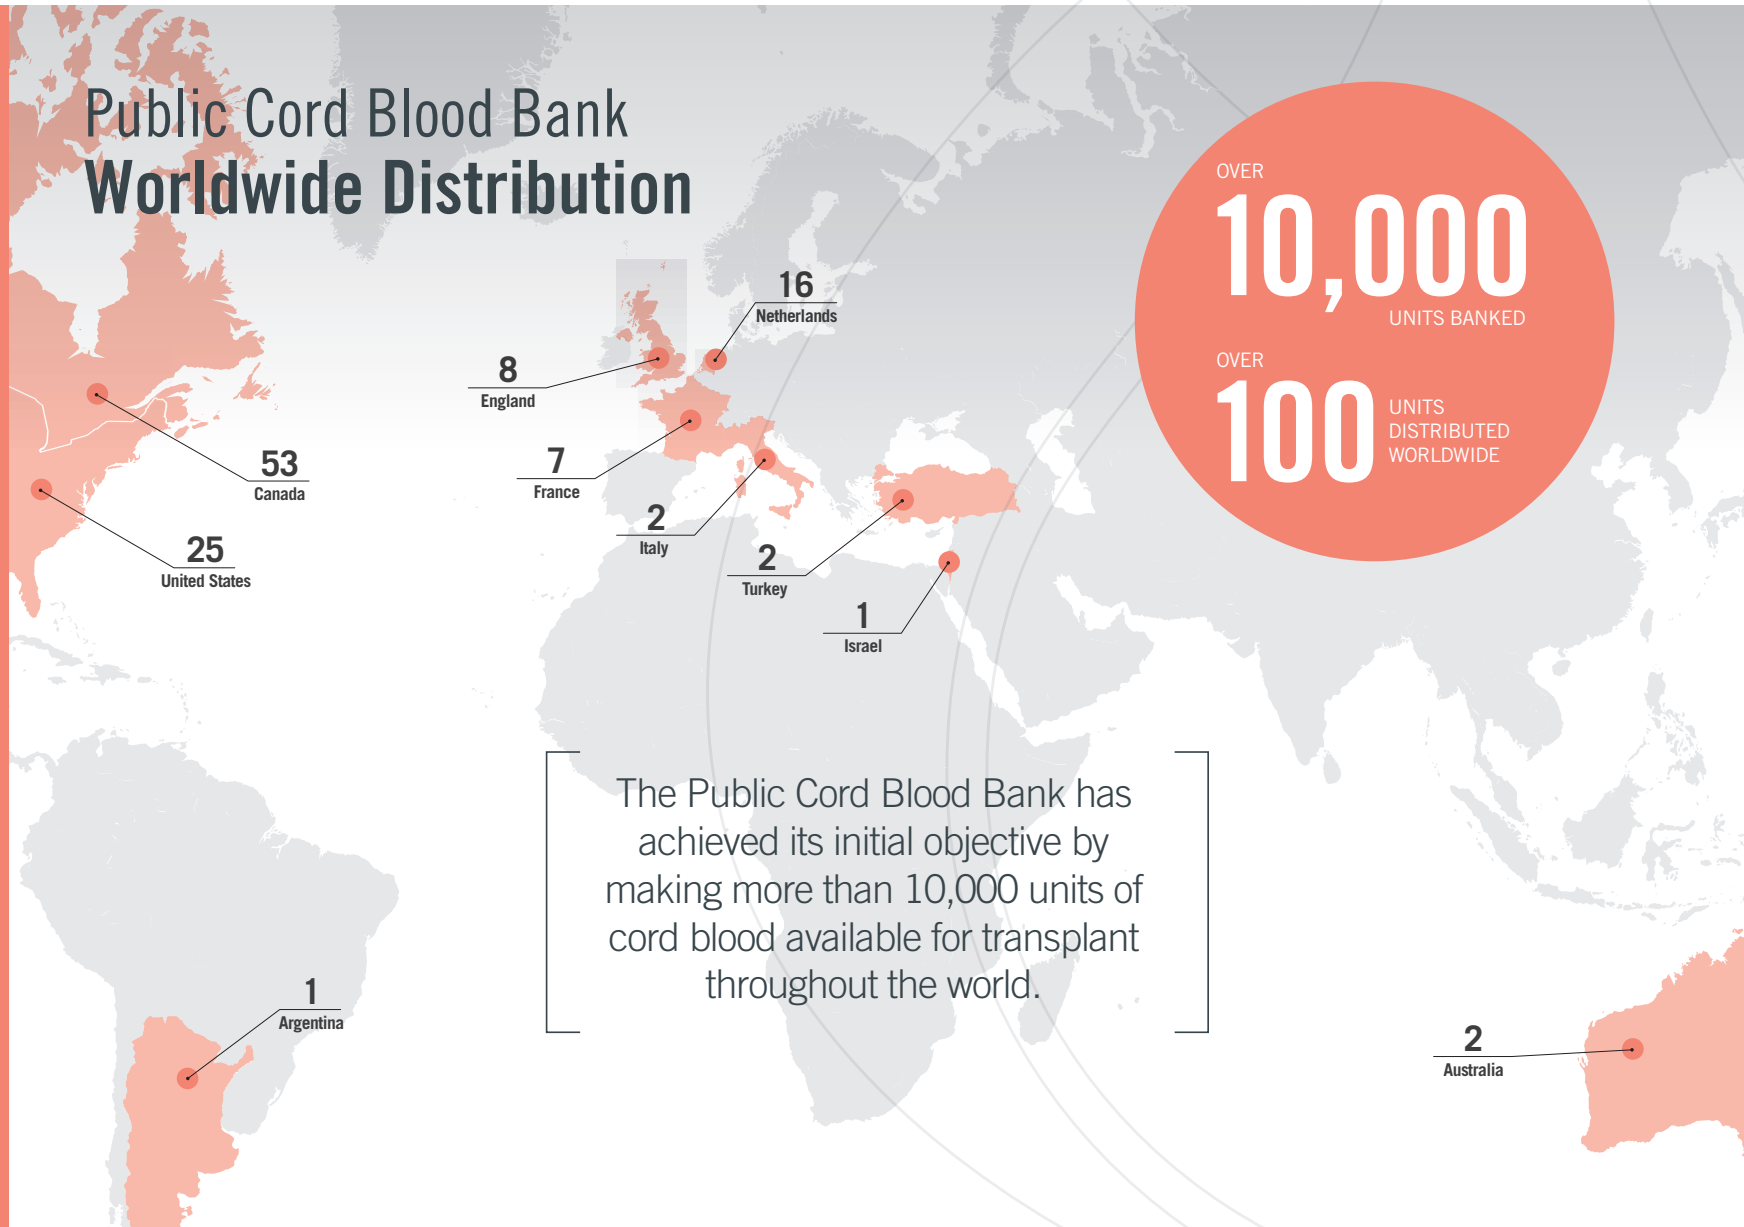 Public Cord Blood Bank
Worldwide Distribution
OVER
10,000
UNITS BANKED
OVER
100
UNITS
DISTRIBUTED
WORLDWIDE
16
Netherlands
8
England
53
Canada
7
France
2
Italy
25
United States
2
Turkey
1
Israel
The Public Cord Blood Bank has
achieved its initial objective by
making more than 10,000 units of
cord blood available for transplant
throughout the world.
1
Argentina
2
Australia